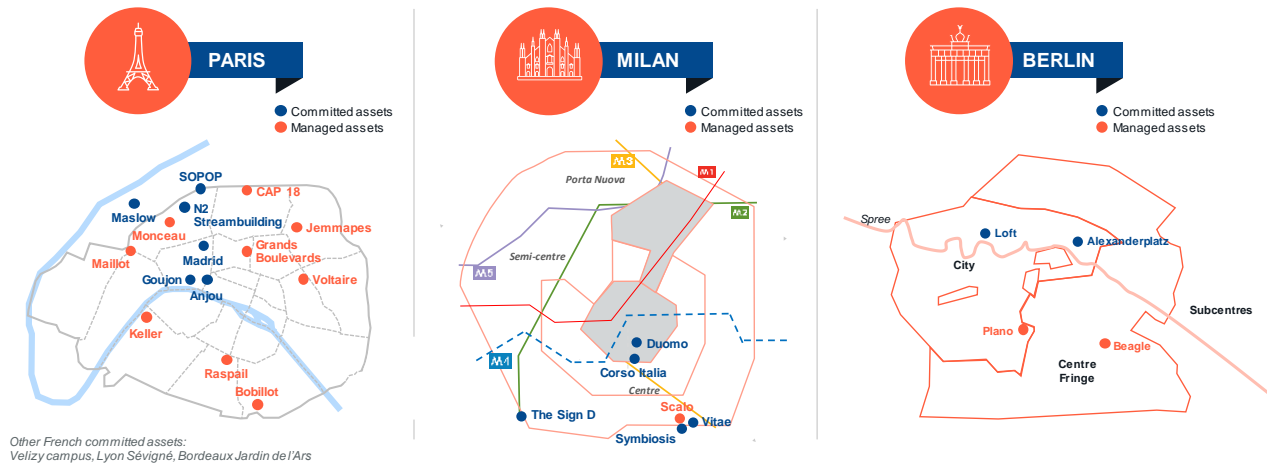 PARIS
Committed assets
Managed assets
SOPOP
CAP 18
Maslow
N2
Streambuilding
Monceau
Jemmapes
Madrid
Grands
Boulevards
Maillot
Goujon
Anjou
Voltaire
Keller
Raspail
Bobillot
Other French committed assets:
Velizy campus, Lyon Sévigné, Bordeaux Jardin de l'Ars
MILAN
Committed assets
Managed assets
M3
M1
Porta Nuova
M2
Semi-centre
M5
Duomo
M4
Corso Italia
Centre
Scalo
The Sign D
Vitae
Symbiosis
BERLIN
Committed assets
Managed assets
Spree
Loft
Alexanderplatz
City
Subcentres
Plano
Beagle
Centre
Fringe